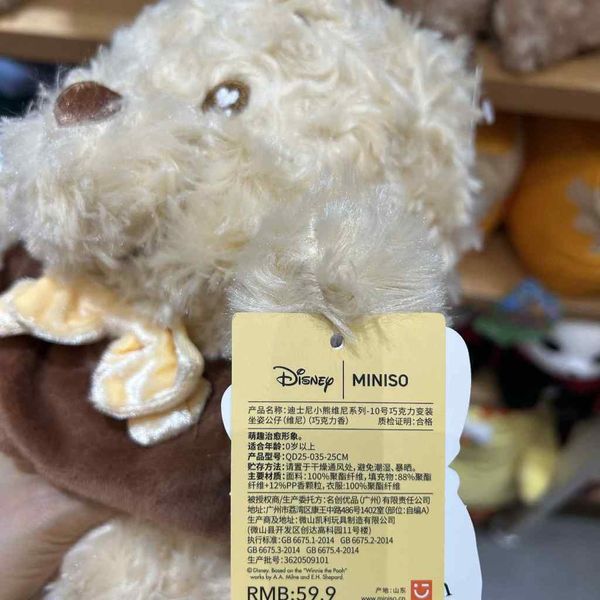 Disney | MINISO
产品名称:迪士尼小熊维尼系列-10号巧克力变装
坐姿公仔(维尼)(巧克力香) 质检证明:合格
萌趣治愈形象。
适合年龄:0岁以上
产品型号:QD25-035-25CM
贮存方法:请置于干燥通风处,避免潮湿、暴晒。
主要材质:面料:100%聚酯纤维,填充物:88%聚酯
纤维+12%PP香颗粒,衣服:100%聚酯纤维
被授权商/生产委托方:名创优品(广州)有限责任公司
地址:广州市荔湾区康王中路486号1402室(部位:自编A)
生产商/地址:微山凯利玩具制造有限公司
(微山县开发区创达高科园11号)
执行标准:GB 6675.1-2014 GB 6675.2-2014
GB 6675.3-2014 GB 6675.4-2014
生产批号:3620509101
© Disney. Based on the "Winnie the Pooh"
works by A.A. Milne and E.H. Shepard.
RMB:59.9
产地:山东
www.miniso.com